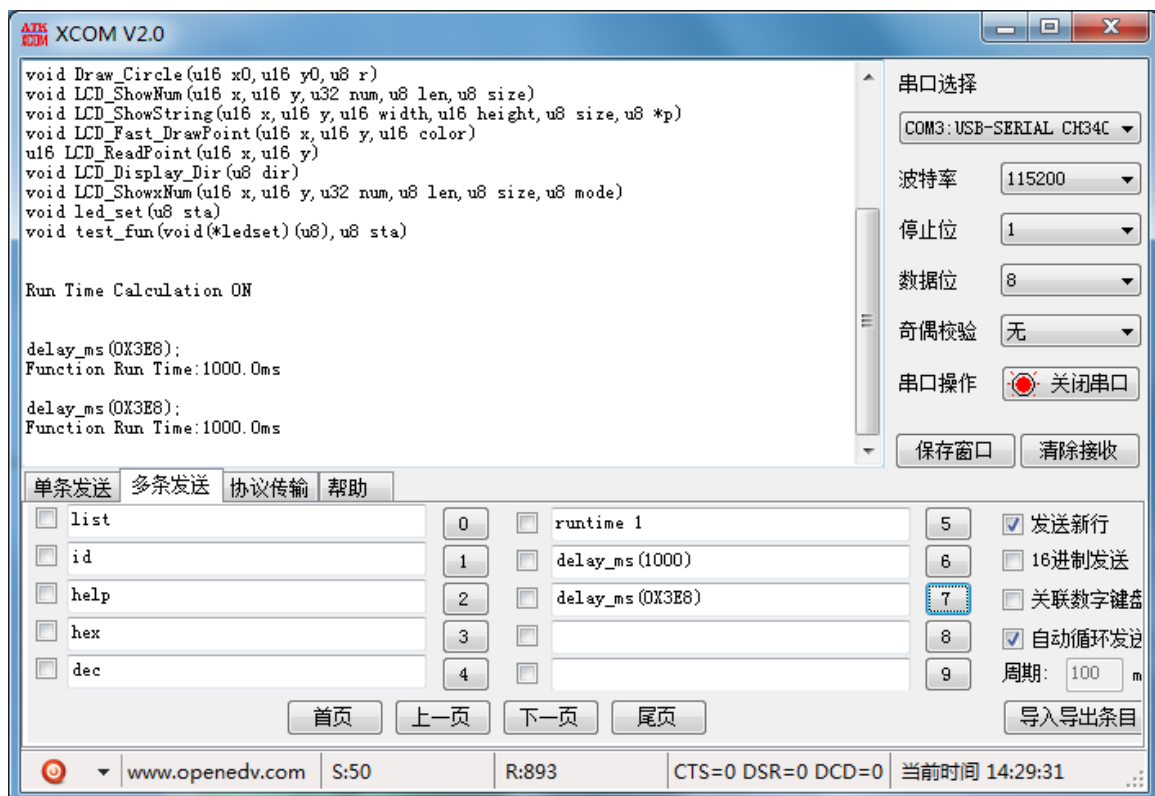 ATK XCOM XCOM V2.0
void Draw_Circle(u16 x0,u16 y0,u8 r)
void LCD_ShowNum(u16 x,u16 y,u32 num,u8 len,u8 size)
void LCD_ShowString(u16 x,u16 y,u16 width,u16 height,u8 size,u8 *p)
void LCD_Fast_DrawPoint(u16 x,u16 y,u16 color)
u16 LCD_ReadPoint(u16 x,u16 y)
void LCD_Display_Dir(u8 dir)
void LCD_ShowxNum(u16 x,u16 y,u32 num,u8 len,u8 size,u8 mode)
void led_set(u8 sta)
void test_fun(void(*ledset)(u8),u8 sta)
Run Time Calculation ON
delay_ms(0X3E8);
Function Run Time:1000.0ms
delay_ms(0X3E8);
Function Run Time:1000.0ms
串口选择
COM3:USB-SERIAL CH34C
波特率 115200
停止位 1
数据位 8
奇偶校验 无
串口操作 关闭串口
保存窗口 清除接收
单条发送 多条发送 协议传输 帮助
list 0 runtime 1 5 发送新行
id 1 delay_ms(1000) 6 16进制发送
help 2 delay_ms(0X3E8) 7 关联数字键盘
hex 3 8 自动循环发送
dec 4 9 周期: 100 m
首页 上一页 下一页 尾页 导入导出条目
www.openedv.com S:50 R:893 CTS=0 DSR=0 DCD=0 当前时间 14:29:31